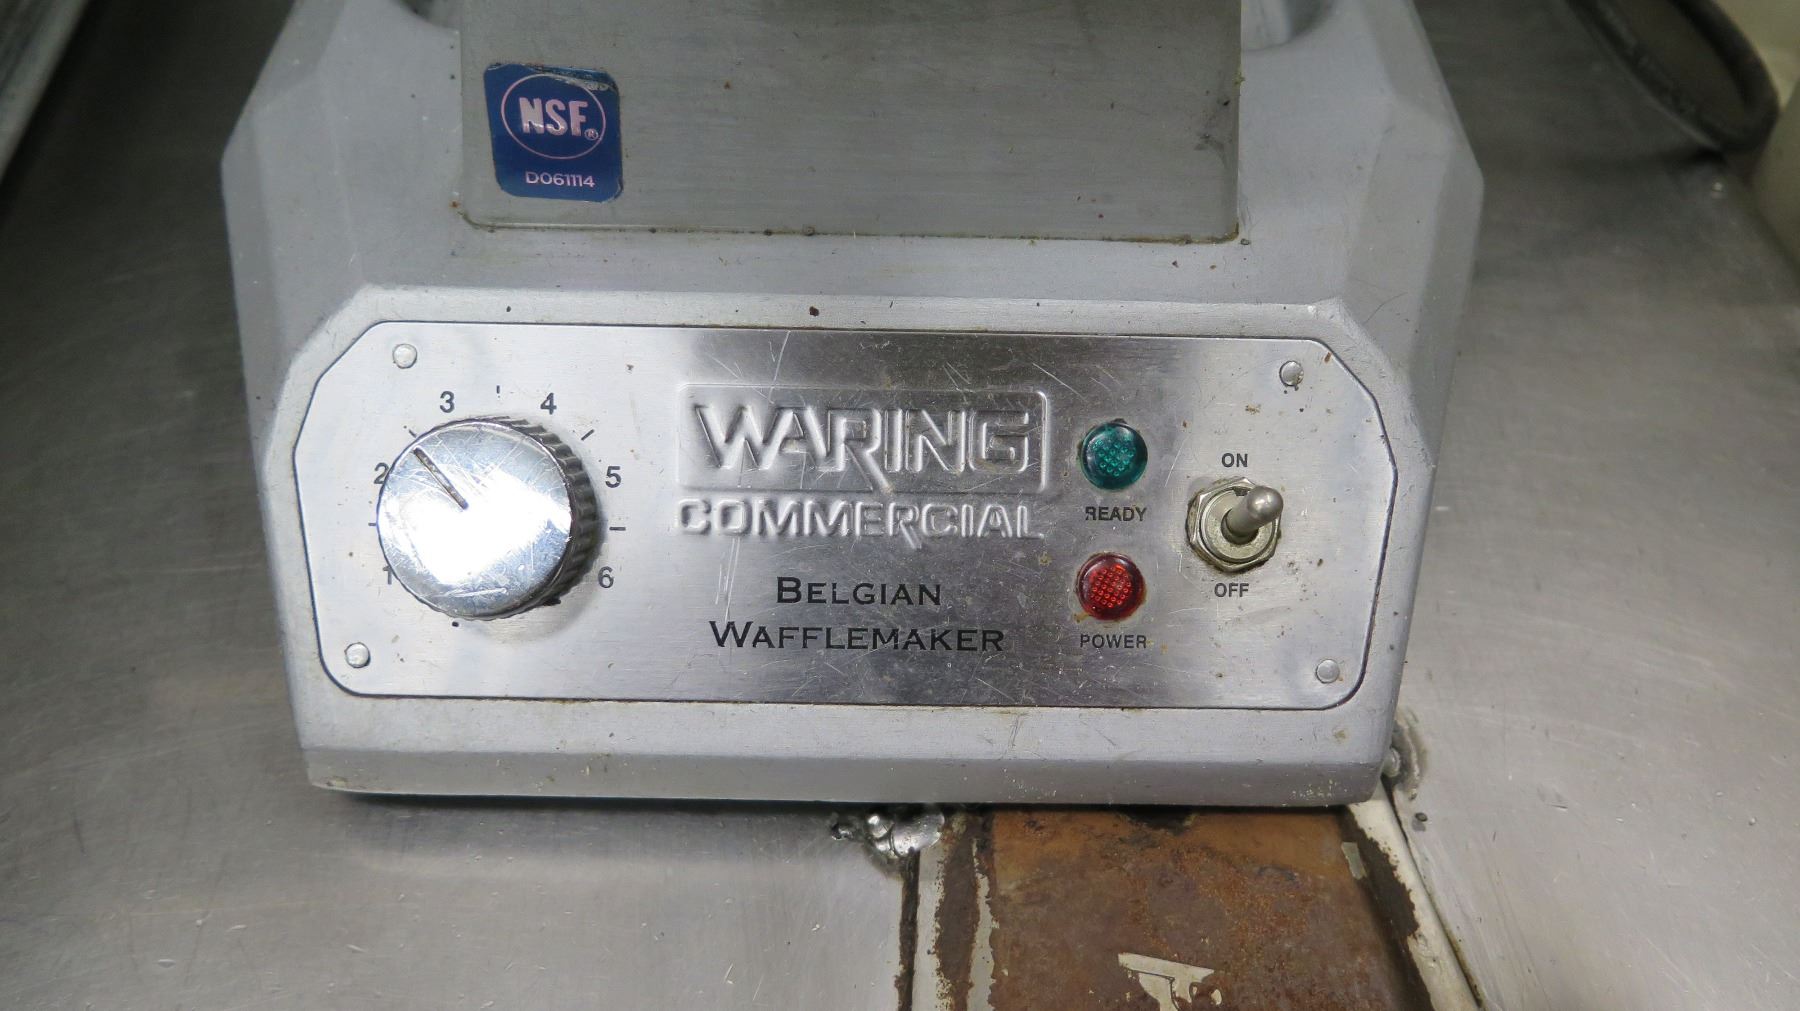 NSF®
D061114
3 4
2 5
1 6
WARING
COMMERCIAL
BELGIAN
WAFFLEMAKER
READY
POWER
ON
OFF